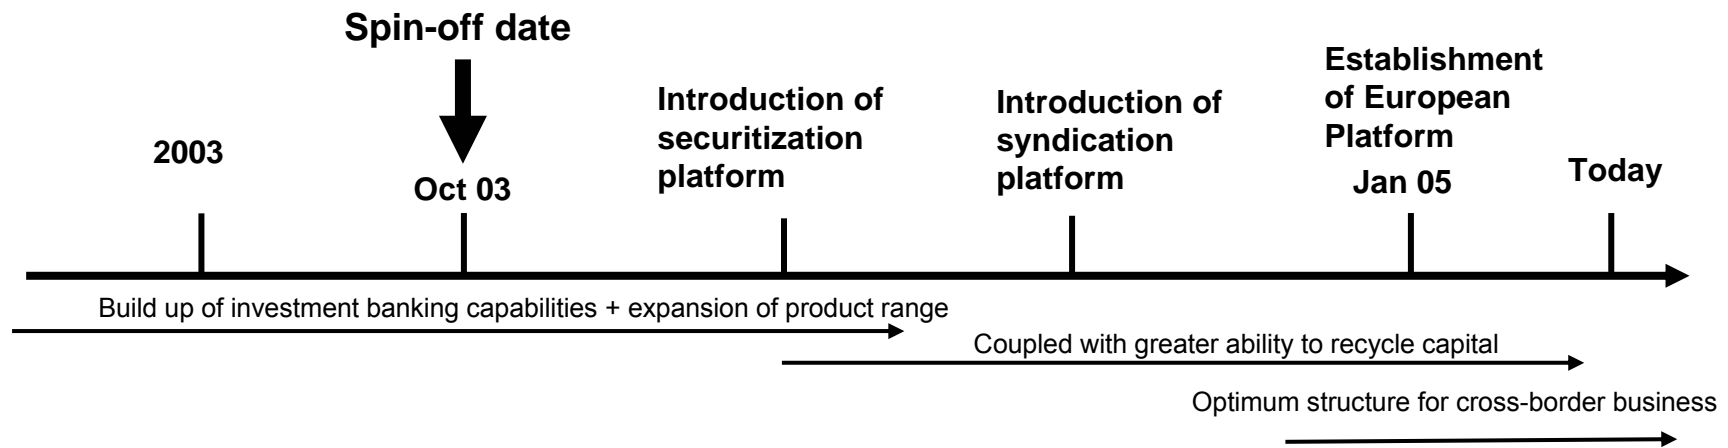 Spin-off date
2003
Oct 03
Introduction of
securitization
platform
Introduction of
syndication
platform
Establishment
of European
Platform
Jan 05
Today
Build up of investment banking capabilities + expansion of product range
Coupled with greater ability to recycle capital
Optimum structure for cross-border business